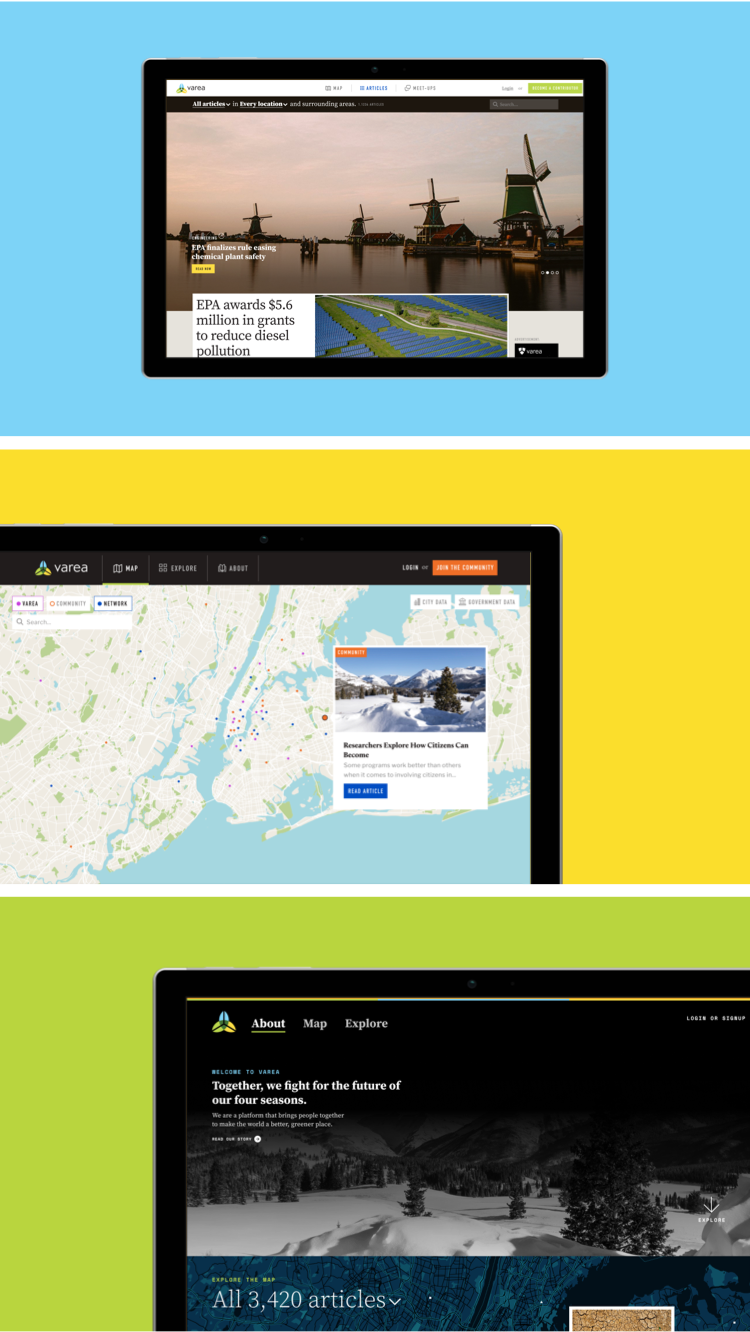 varea
MAP
ARTICLES
MEET-UPS
Login or
BECOME A CONTRIBUTOR
All articles in Every location and surrounding areas.
Search...
ENGINEERING
EPA finalizes rule easing
chemical plant safety
READ NOW
EPA awards $5.6
million in grants
to reduce diesel
pollution
varea
varea
MAP
EXPLORE
ABOUT
LOGIN or
JOIN THE COMMUNITY
VAREA
COMMUNITY
NETWORK
Search...
CITY DATA
GOVERNMENT DATA
COMMUNITY
Researchers Explore How Citizens Can
Become
Some programs work better than others
when it comes to involving citizens in...
READ ARTICLE
About
Map
Explore
LOGIN OR SIGNUP
WELCOME TO VAREA
Together, we fight for the future of
our four seasons.
We are a platform that brings people together
to make the world a better, greener place.
READ OUR STORY
EXPLORE
EXPLORE THE MAP
All 3,420 articles